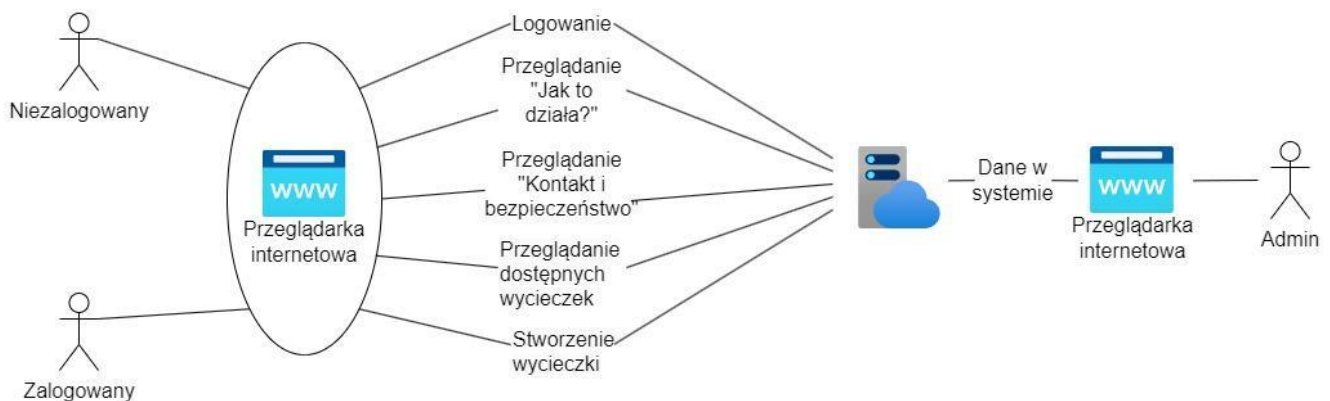 Niezalogowany
Zalogowany
WWW
Przeglądarka
internetowa
Logowanie
Przeglądanie
"Jak to
działa?"
Przeglądanie
"Kontakt i
bezpieczeństwo"
Przeglądanie
dostępnych
wycieczek
Stworzenie
wycieczki
Dane w
systemie
WWW
Przeglądarka
internetowa
Admin